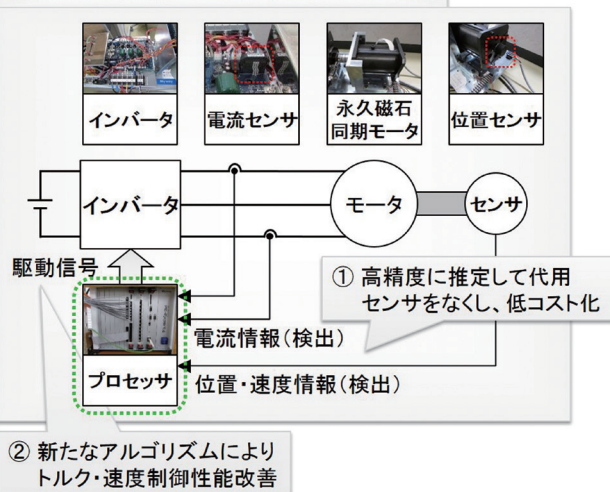 インバータ
電流センサ
永久磁石
同期モータ
位置センサ
インバータ
モータ
センサ
駆動信号
① 高精度に推定して代用
センサをなくし、低コスト化
電流情報(検出)
プロセッサ
位置・速度情報(検出)
② 新たなアルゴリズムにより
トルク・速度制御性能改善